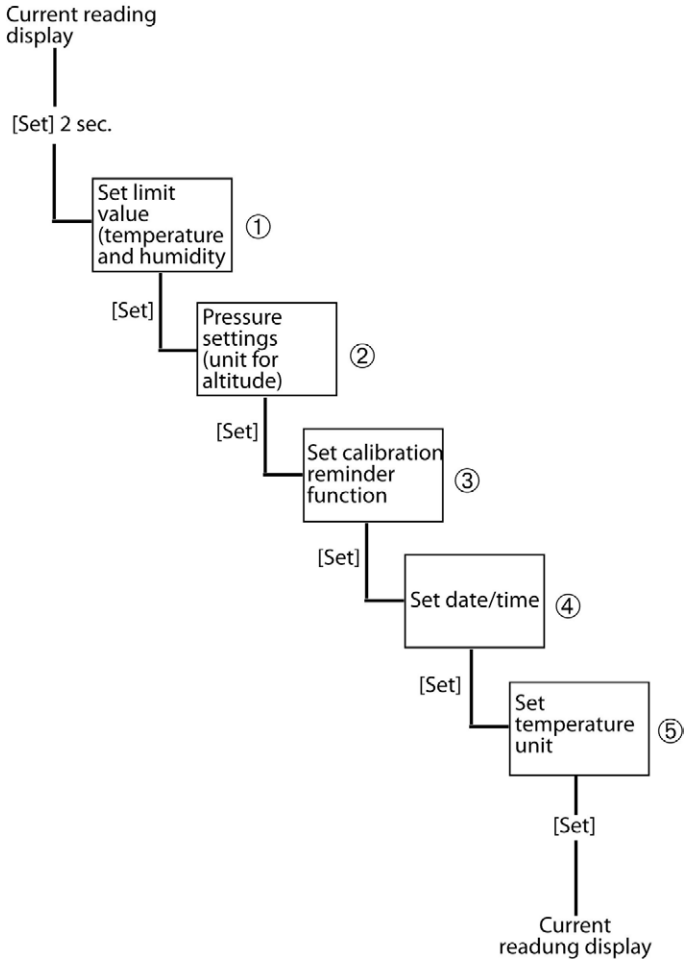 Current reading
display
[Set] 2 sec.
Set limit
value
(temperature
and humidity
①
[Set]
Pressure
settings
(unit for
altitude)
②
[Set]
Set calibration
reminder
function
③
[Set]
Set date/time
④
[Set]
Set
temperature
unit
⑤
[Set]
Current
readung display